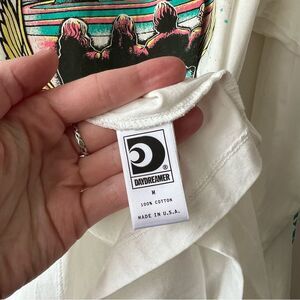 ®
DAYDREAMER
M
100% COTTON
MADE IN U.S.A.